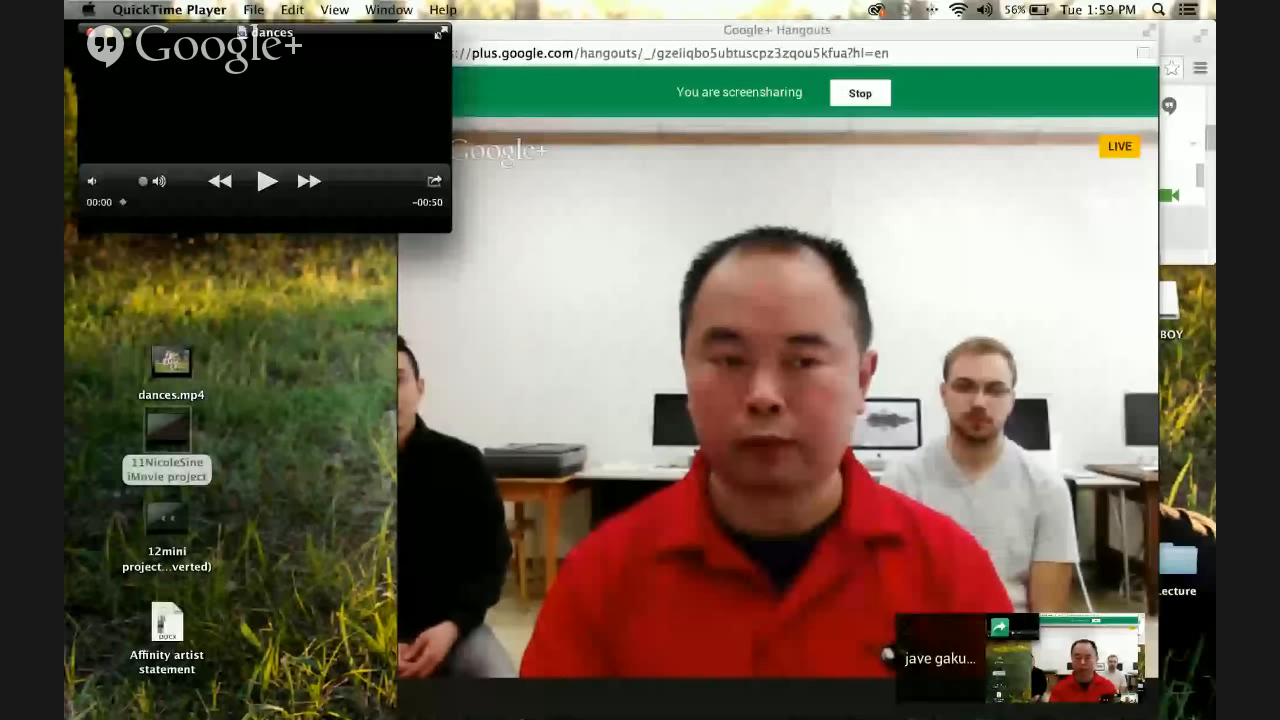 QuickTime Player File Edit View Window Help 56% Tue 1:59 PM
dances
Google+
Google+ Hangouts
://plus.google.com/hangouts/_/gzeiiqbo5ubtuscpz3zqou5kfua?hl=en
You are screensharing Stop
Google+
LIVE
00:00
-00:50
BOY
dances.mp4
11NicoleSine
iMovie project
12mini
project...verted)
DOCX
Affinity artist
statement
Lecture
jave gaku...